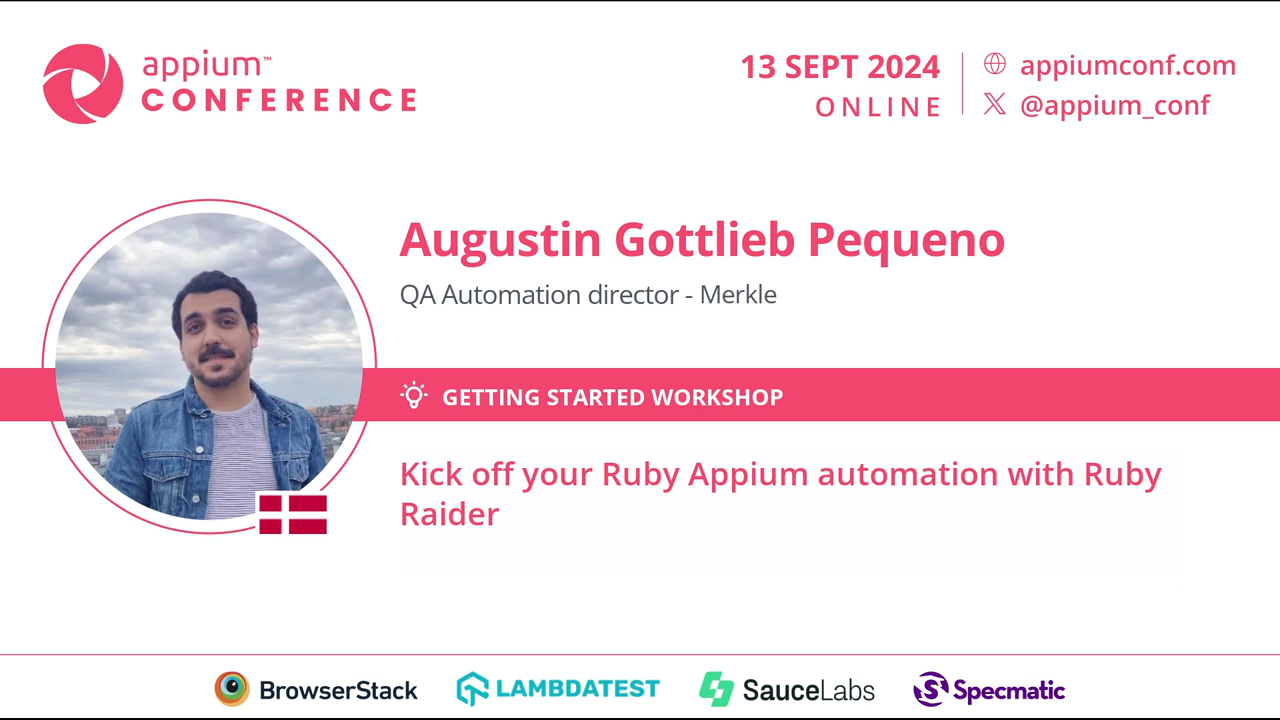 appium™
CONFERENCE
13 SEPT 2024
ONLINE
appiumconf.com
@appium_conf
Augustin Gottlieb Pequeno
QA Automation director - Merkle
GETTING STARTED WORKSHOP
Kick off your Ruby Appium automation with Ruby
Raider
BrowserStack
LAMBDATEST
SauceLabs
Specmatic